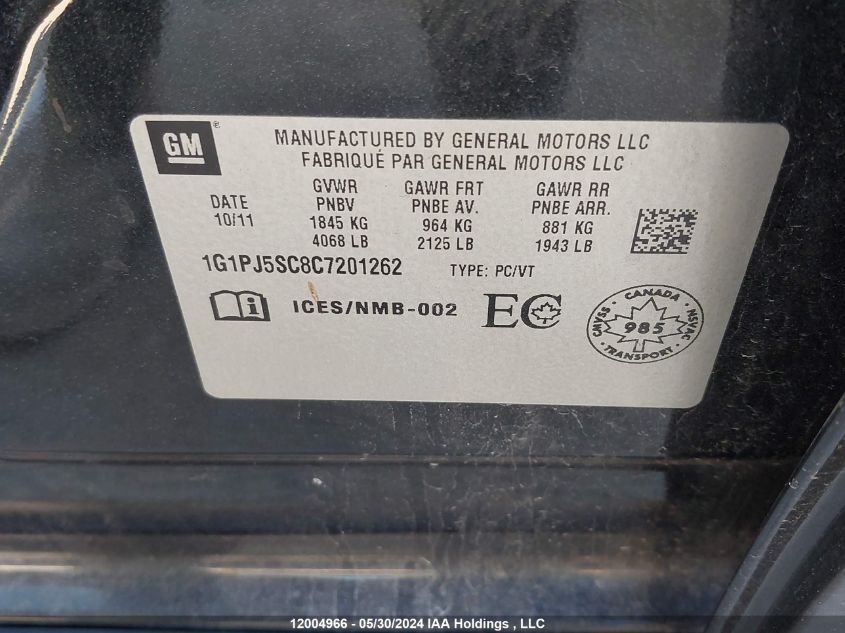 GM
MANUFACTURED BY GENERAL MOTORS LLC
FABRIQUÉ PAR GENERAL MOTORS LLC
DATE
10/11
GVWR
PNBV
1845 KG
4068 LB
GAWR FRT
PNBE AV.
964 KG
2125 LB
GAWR RR
PNBE ARR.
881 KG
1943 LB
1G1PJ5SC8C7201262 TYPE: PC/VT
i ICES/NMB-002 EC
CANADA
CMVSS 985 NSVAC
TRANSPORT
12004966 - 05/30/2024 IAA Holdings , LLC